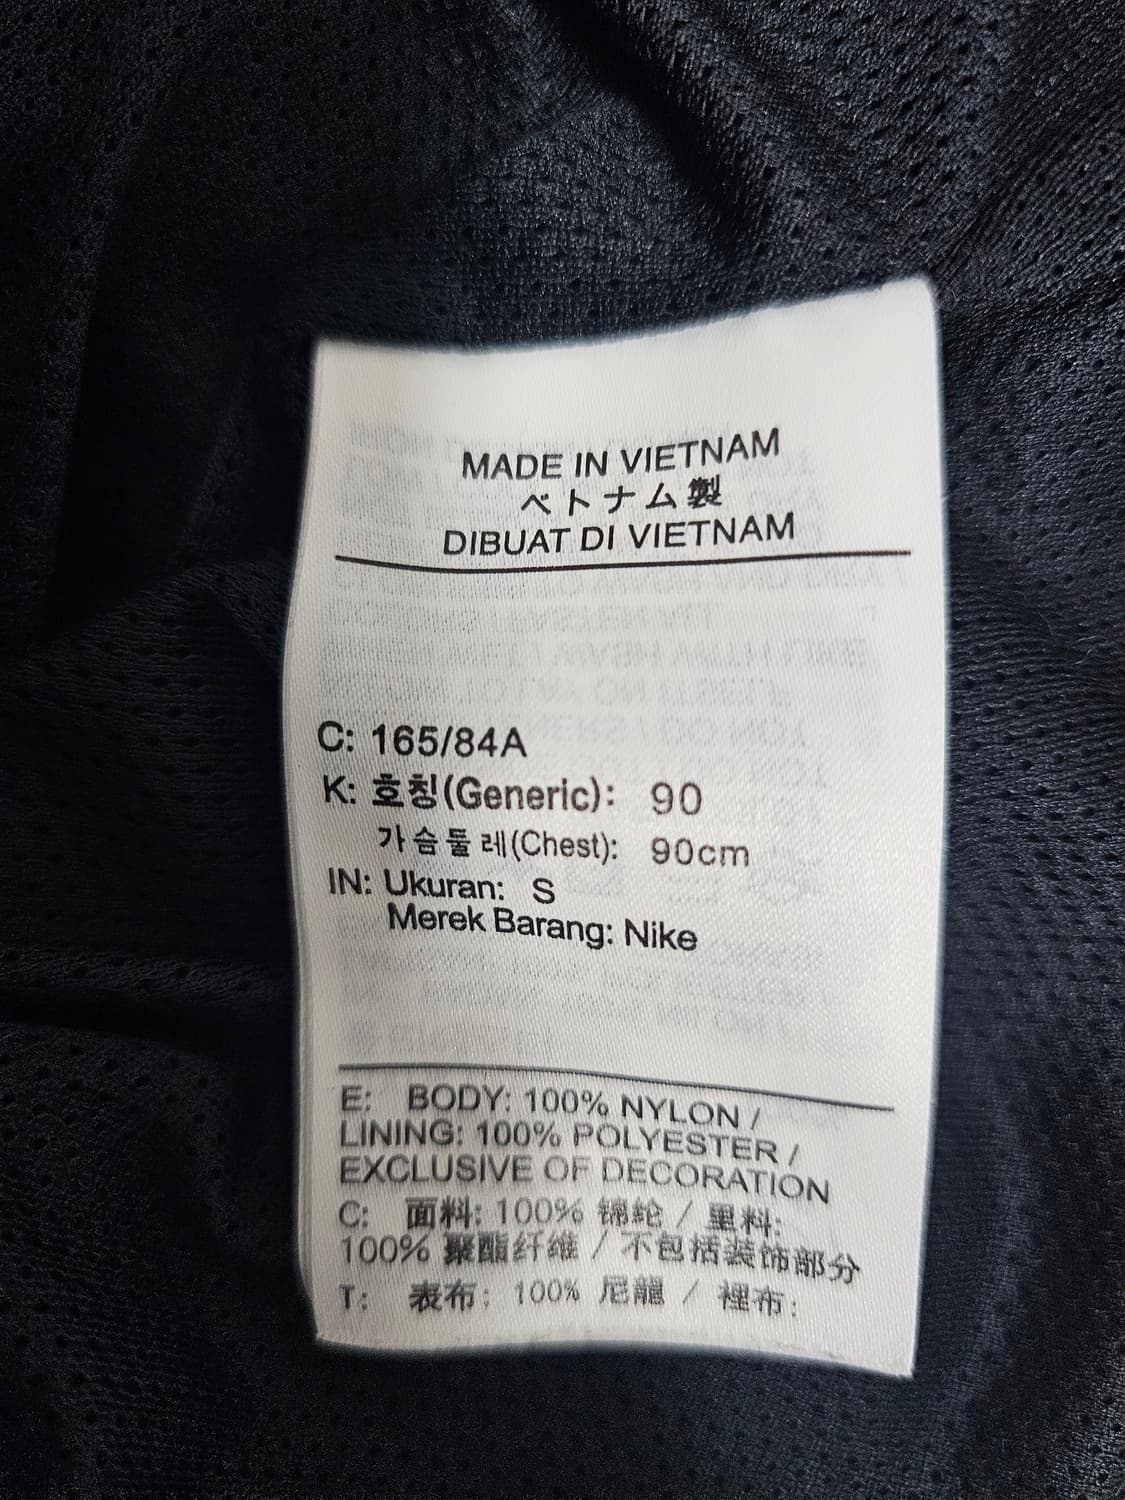 MADE IN VIETNAM
ベトナム製
DIBUAT DI VIETNAM
C: 165/84A
K: 호칭(Generic): 90
가슴둘레(Chest): 90cm
IN: Ukuran: S
Merek Barang: Nike
E: BODY: 100% NYLON /
LINING: 100% POLYESTER /
EXCLUSIVE OF DECORATION
C: 面料: 100% 锦纶 / 里料:
100% 聚酯纤维 / 不包括装饰部分
T: 表布: 100% 尼龍 / 裡布: